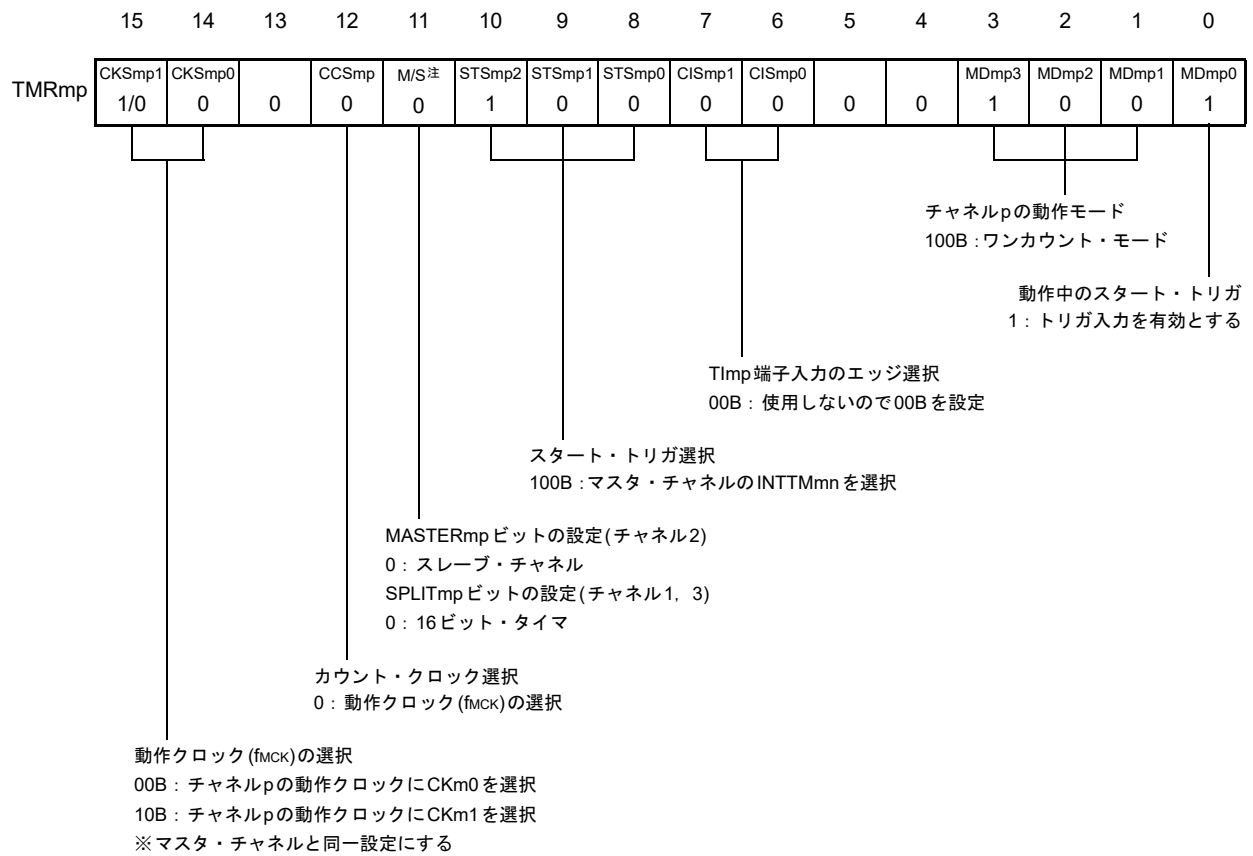 15 14 13 12 11 10 9 8 7 6 5 4 3 2 1 0
TMRmp
CKSmp1 CKSmp0 CCSmp M/S注 STSmp2 STSmp1 STSmp0 CISmp1 CISmp0 MDmp3 MDmp2 MDmp1 MDmp0
1/0 0 0 0 0 1 0 0 0 0 0 0 1 0 0 1
チャネルpの動作モード
100B：ワンカウント・モード
動作中のスタート・トリガ
1：トリガ入力を有効とする
TImp端子入力のエッジ選択
00B：使用しないので00Bを設定
スタート・トリガ選択
100B：マスタ・チャネルのINTTMmnを選択
MASTERmpビットの設定(チャネル2)
0：スレーブ・チャネル
SPLITmpビットの設定(チャネル1，3)
0：16ビット・タイマ
カウント・クロック選択
0：動作クロック(fMCK)の選択
動作クロック(fMCK)の選択
00B：チャネルpの動作クロックにCKm0を選択
10B：チャネルpの動作クロックにCKm1を選択
※マスタ・チャネルと同一設定にする